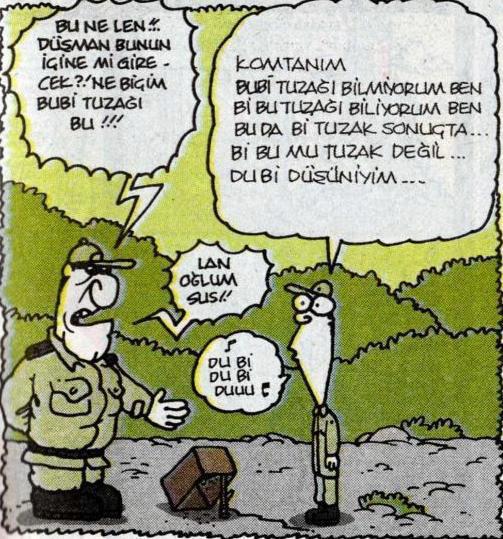 BU NE LEN!!.
DÜŞMAN BUNUN
İÇİNE Mİ GİRE-
CEK?!' NE BİÇİM
BUBİ TUZAĞI
BU !!!
KOMTANIM
BUBİ TUZAĞI BİLMİYORUM BEN
Bİ BU TUZAĞI BİLİYORUM BEN
BU DA Bİ TUZAK SONUÇTA...
Bİ BU MU TUZAK DEĞİL...
DU Bİ DÜŞÜNİYİM...
LAN
OĞLUM
SUS!!
DU Bİ
DU Bİ
DUUU